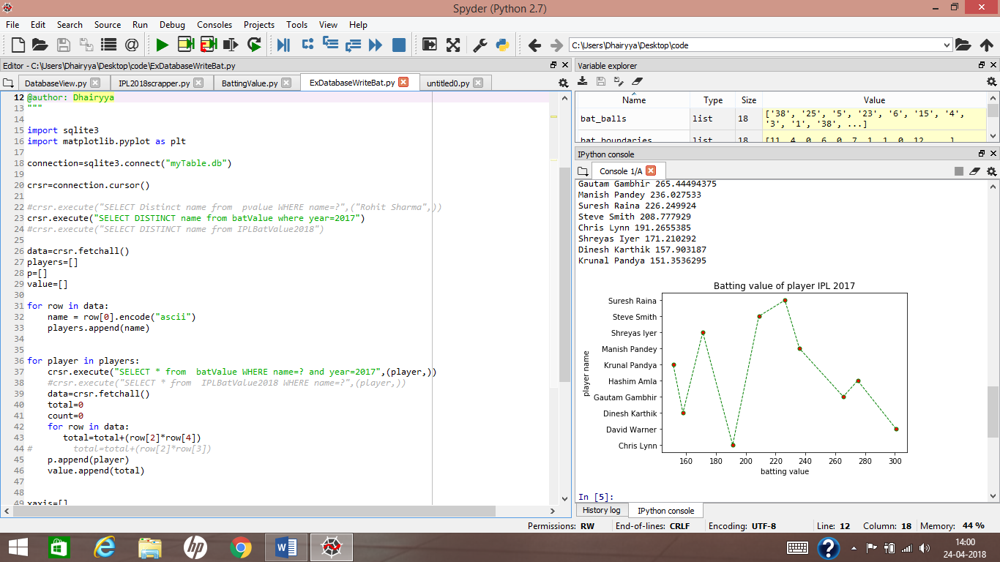 Spyder (Python 2.7)
File Edit Search Source Run Debug Consoles Projects Tools View Help
C:\Users\Dhairyya\Desktop\code
Editor - C:\Users\Dhairyya\Desktop\code\ExDatabaseWriteBat.py
DatabaseView.py IPL2018scrapper.py BattingValue.py ExDatabaseWriteBat.py untitled0.py
12 @author: Dhairyya
13 """
14
15 import sqlite3
16 import matplotlib.pyplot as plt
17
18 connection=sqlite3.connect("myTable.db")
19
20 crsr=connection.cursor()
21
22 #crsr.execute("SELECT Distinct name from  pvalue WHERE name=?",("Rohit Sharma",))
23 crsr.execute("SELECT DISTINCT name from batValue where year=2017")
24 #crsr.execute("SELECT DISTINCT name from IPLBatValue2018")
25
26 data=crsr.fetchall()
27 players=[]
28 p=[]
29 value=[]
30
31 for row in data:
32     name = row[0].encode("ascii")
33     players.append(name)
34
35
36 for player in players:
37     crsr.execute("SELECT * from  batValue WHERE name=? and year=2017",(player,))
38     #crsr.execute("SELECT * from  IPLBatValue2018 WHERE name=?",(player,))
39     data=crsr.fetchall()
40     total=0
41     count=0
42     for row in data:
43        total=total+(row[2]*row[4])
44 #        total=total+(row[2]*row[3])
45     p.append(player)
46     value.append(total)
47
48
49 xaxis=[]
Variable explorer
Name Type Size Value
bat_balls list 18 ['38', '25', '5', '23', '6', '15', '4',
'3', '1', '38', ...]
bat_boundaries list 18 [11, 4, 0, 6, 0, 7, 1, 1, 0, 12, ...]
IPython console
Console 1/A
Gautam Gambhir 265.44494375
Manish Pandey 236.027533
Suresh Raina 226.249924
Steve Smith 208.777929
Chris Lynn 191.2655385
Shreyas Iyer 171.210292
Dinesh Karthik 157.903187
Krunal Pandya 151.3536295
Batting value of player IPL 2017
player name
Suresh Raina
Steve Smith
Shreyas Iyer
Manish Pandey
Krunal Pandya
Hashim Amla
Gautam Gambhir
Dinesh Karthik
David Warner
Chris Lynn
160 180 200 220 240 260 280 300
batting value
In [5]:
History log IPython console
Permissions: RW End-of-lines: CRLF Encoding: UTF-8 Line: 12 Column: 18 Memory: 44 %
hp
14:00
24-04-2018